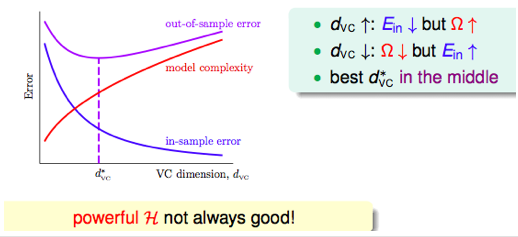 out-of-sample error
model complexity
Error
in-sample error
d*VC
VC dimension, dVC
• dVC ↑: Ein ↓ but Ω ↑
• dVC ↓: Ω ↓ but Ein ↑
• best d*VC in the middle
powerful ℋ not always good!